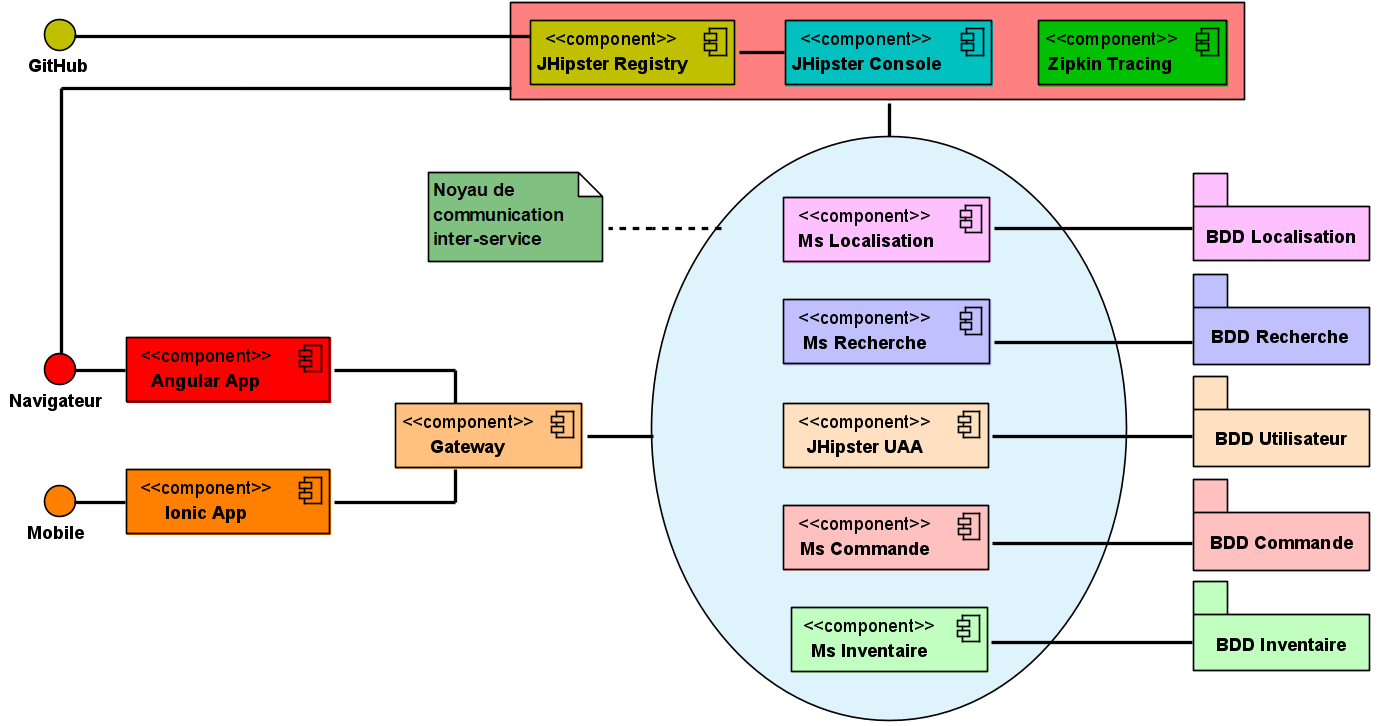 GitHub
<<component>>
JHipster Registry
<<component>>
JHipster Console
<<component>>
Zipkin Tracing
Noyau de
communication
inter-service
<<component>>
Ms Localisation
BDD Localisation
<<component>>
Ms Recherche
BDD Recherche
Navigateur
<<component>>
Angular App
<<component>>
Gateway
<<component>>
JHipster UAA
BDD Utilisateur
Mobile
<<component>>
Ionic App
<<component>>
Ms Commande
BDD Commande
<<component>>
Ms Inventaire
BDD Inventaire